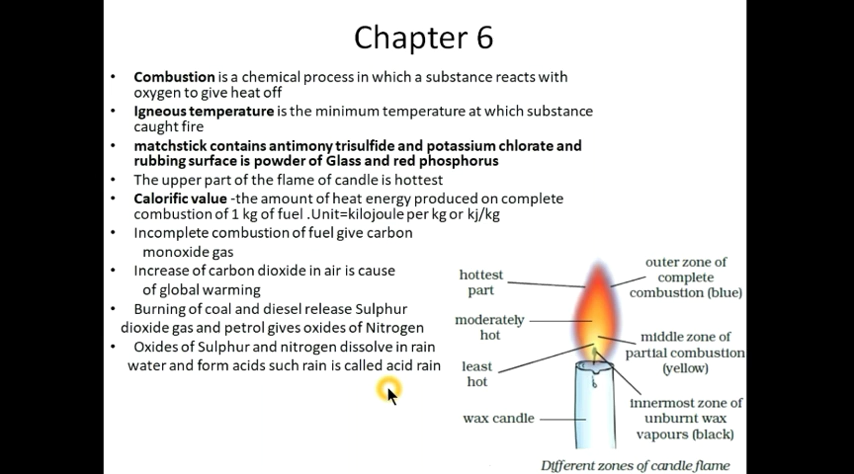 Chapter 6
• Combustion is a chemical process in which a substance reacts with
oxygen to give heat off
• Igneous temperature is the minimum temperature at which substance
caught fire
• matchstick contains antimony trisulfide and potassium chlorate and
rubbing surface is powder of Glass and red phosphorus
• The upper part of the flame of candle is hottest
• Calorific value -the amount of heat energy produced on complete
combustion of 1 kg of fuel .Unit=kilojoule per kg or kj/kg
• Incomplete combustion of fuel give carbon
monoxide gas
• Increase of carbon dioxide in air is cause
of global warming
• Burning of coal and diesel release Sulphur
dioxide gas and petrol gives oxides of Nitrogen
• Oxides of Sulphur and nitrogen dissolve in rain
water and form acids such rain is called acid rain
hottest
part
moderately
hot
least
hot
wax candle
outer zone of
complete
combustion (blue)
middle zone of
partial combustion
(yellow)
innermost zone of
unburnt wax
vapours (black)
Different zones of candle flame